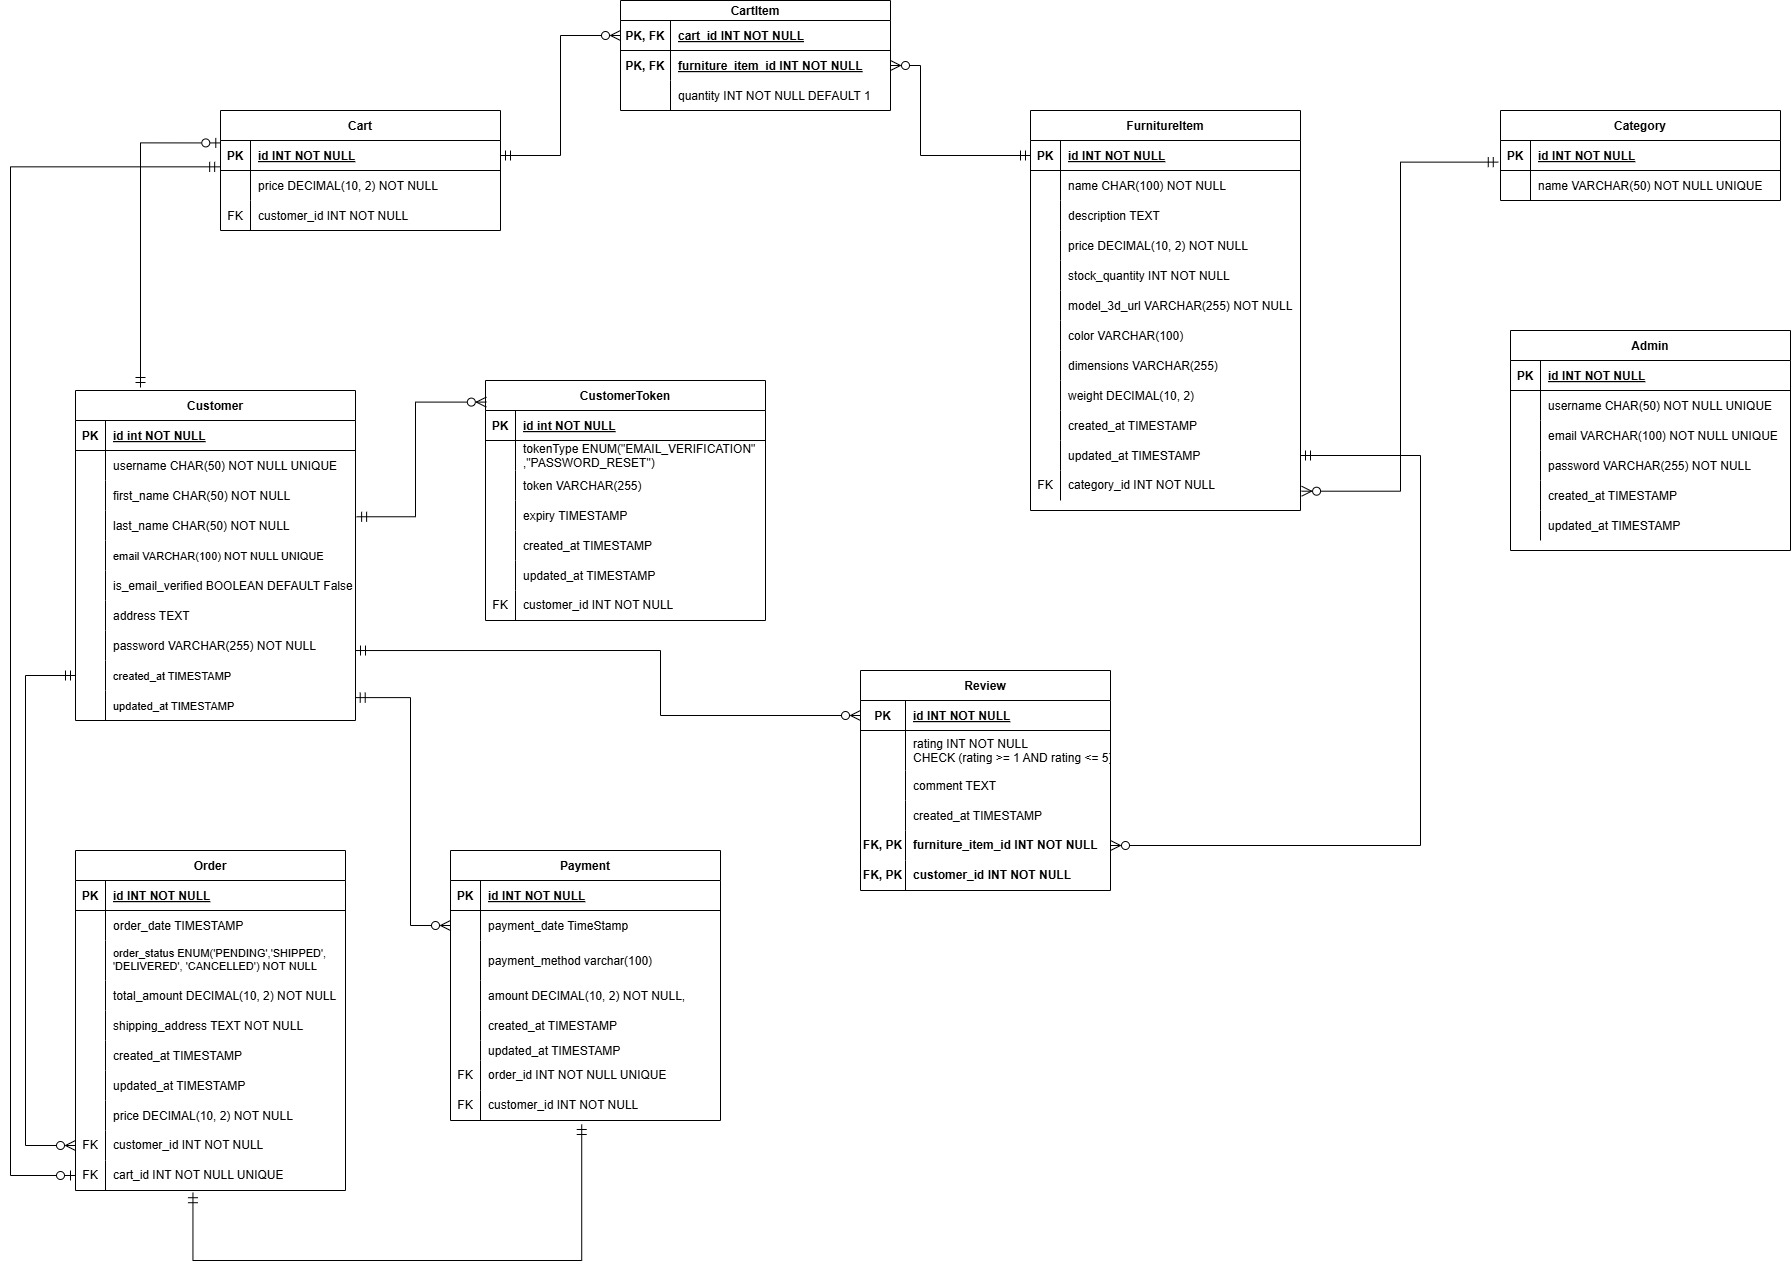 CartItem
PK, FK cart_id INT NOT NULL
PK, FK furniture_item_id INT NOT NULL
quantity INT NOT NULL DEFAULT 1
Cart
PK id INT NOT NULL
price DECIMAL(10, 2) NOT NULL
FK customer_id INT NOT NULL
FurnitureItem
PK id INT NOT NULL
name CHAR(100) NOT NULL
description TEXT
price DECIMAL(10, 2) NOT NULL
stock_quantity INT NOT NULL
model_3d_url VARCHAR(255) NOT NULL
color VARCHAR(100)
dimensions VARCHAR(255)
weight DECIMAL(10, 2)
created_at TIMESTAMP
updated_at TIMESTAMP
FK category_id INT NOT NULL
Category
PK id INT NOT NULL
name VARCHAR(50) NOT NULL UNIQUE
Admin
PK id INT NOT NULL
username CHAR(50) NOT NULL UNIQUE
email VARCHAR(100) NOT NULL UNIQUE
password VARCHAR(255) NOT NULL
created_at TIMESTAMP
updated_at TIMESTAMP
Customer
PK id int NOT NULL
username CHAR(50) NOT NULL UNIQUE
first_name CHAR(50) NOT NULL
last_name CHAR(50) NOT NULL
email VARCHAR(100) NOT NULL UNIQUE
is_email_verified BOOLEAN DEFAULT False
address TEXT
password VARCHAR(255) NOT NULL
created_at TIMESTAMP
updated_at TIMESTAMP
CustomerToken
PK id int NOT NULL
tokenType ENUM("EMAIL_VERIFICATION"
,"PASSWORD_RESET")
token VARCHAR(255)
expiry TIMESTAMP
created_at TIMESTAMP
updated_at TIMESTAMP
FK customer_id INT NOT NULL
Review
PK id INT NOT NULL
rating INT NOT NULL
CHECK (rating >= 1 AND rating <= 5)
comment TEXT
created_at TIMESTAMP
FK, PK furniture_item_id INT NOT NULL
FK, PK customer_id INT NOT NULL
Order
PK id INT NOT NULL
order_date TIMESTAMP
order_status ENUM('PENDING','SHIPPED',
'DELIVERED', 'CANCELLED') NOT NULL
total_amount DECIMAL(10, 2) NOT NULL
shipping_address TEXT NOT NULL
created_at TIMESTAMP
updated_at TIMESTAMP
price DECIMAL(10, 2) NOT NULL
FK customer_id INT NOT NULL
FK cart_id INT NOT NULL UNIQUE
Payment
PK id INT NOT NULL
payment_date TimeStamp
payment_method varchar(100)
amount DECIMAL(10, 2) NOT NULL,
created_at TIMESTAMP
updated_at TIMESTAMP
FK order_id INT NOT NULL UNIQUE
FK customer_id INT NOT NULL